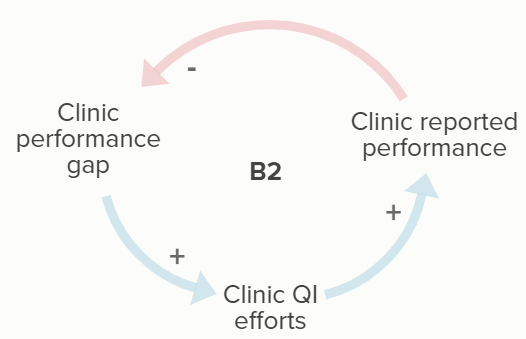 -
Clinic
performance
gap
Clinic reported
performance
B2
+
+
Clinic QI
efforts